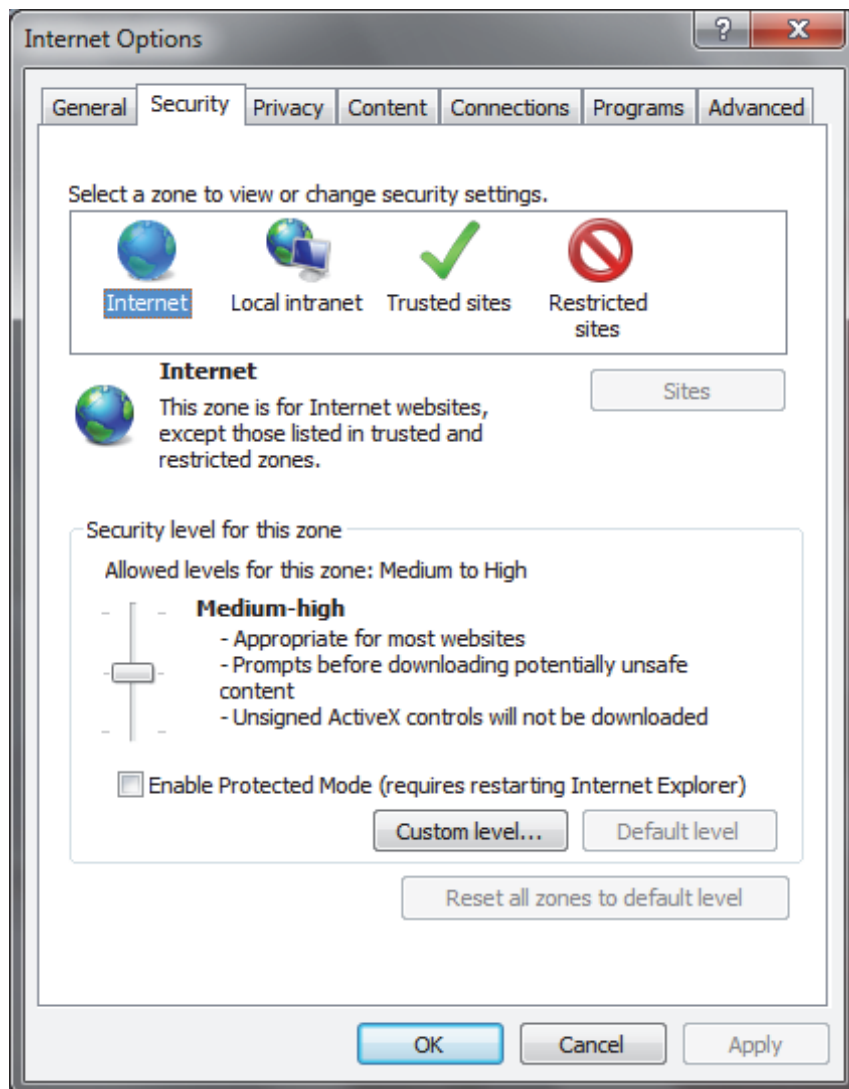 Internet Options
?
X
General Security Privacy Content Connections Programs Advanced
Select a zone to view or change security settings.
Internet Local intranet Trusted sites Restricted
sites
Internet
Sites
This zone is for Internet websites,
except those listed in trusted and
restricted zones.
Security level for this zone
Allowed levels for this zone: Medium to High
Medium-high
- Appropriate for most websites
- Prompts before downloading potentially unsafe
content
- Unsigned ActiveX controls will not be downloaded
Enable Protected Mode (requires restarting Internet Explorer)
Custom level... Default level
Reset all zones to default level
OK Cancel Apply